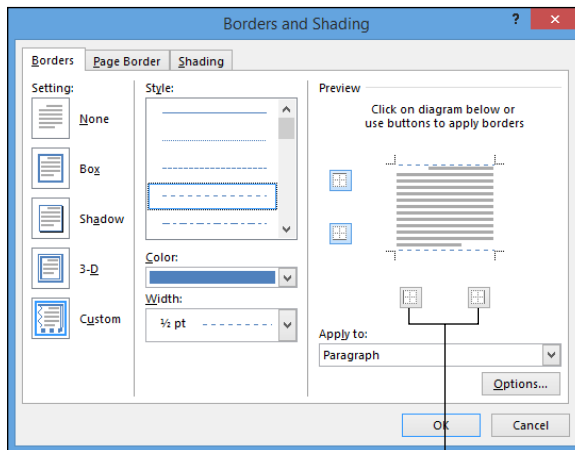 Borders and Shading
? ×
Borders Page Border Shading
Setting:
None
Box
Shadow
3-D
Custom
Style:
Color:
Width:
½ pt
Preview
Click on diagram below or
use buttons to apply borders
Apply to:
Paragraph
Options...
OK Cancel